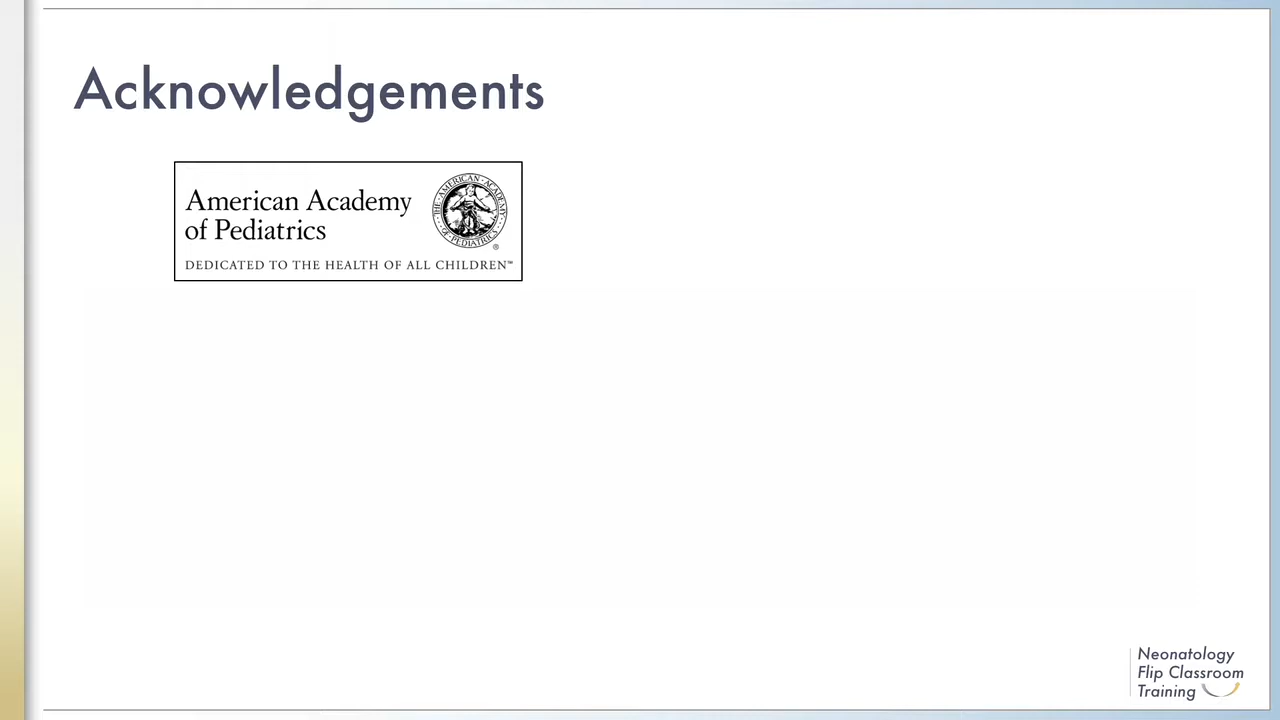 Acknowledgements
American Academy
of Pediatrics
DEDICATED TO THE HEALTH OF ALL CHILDREN™
THE AMERICAN ACADEMY
OF PEDIATRICS
®
Neonatology
Flip Classroom
Training